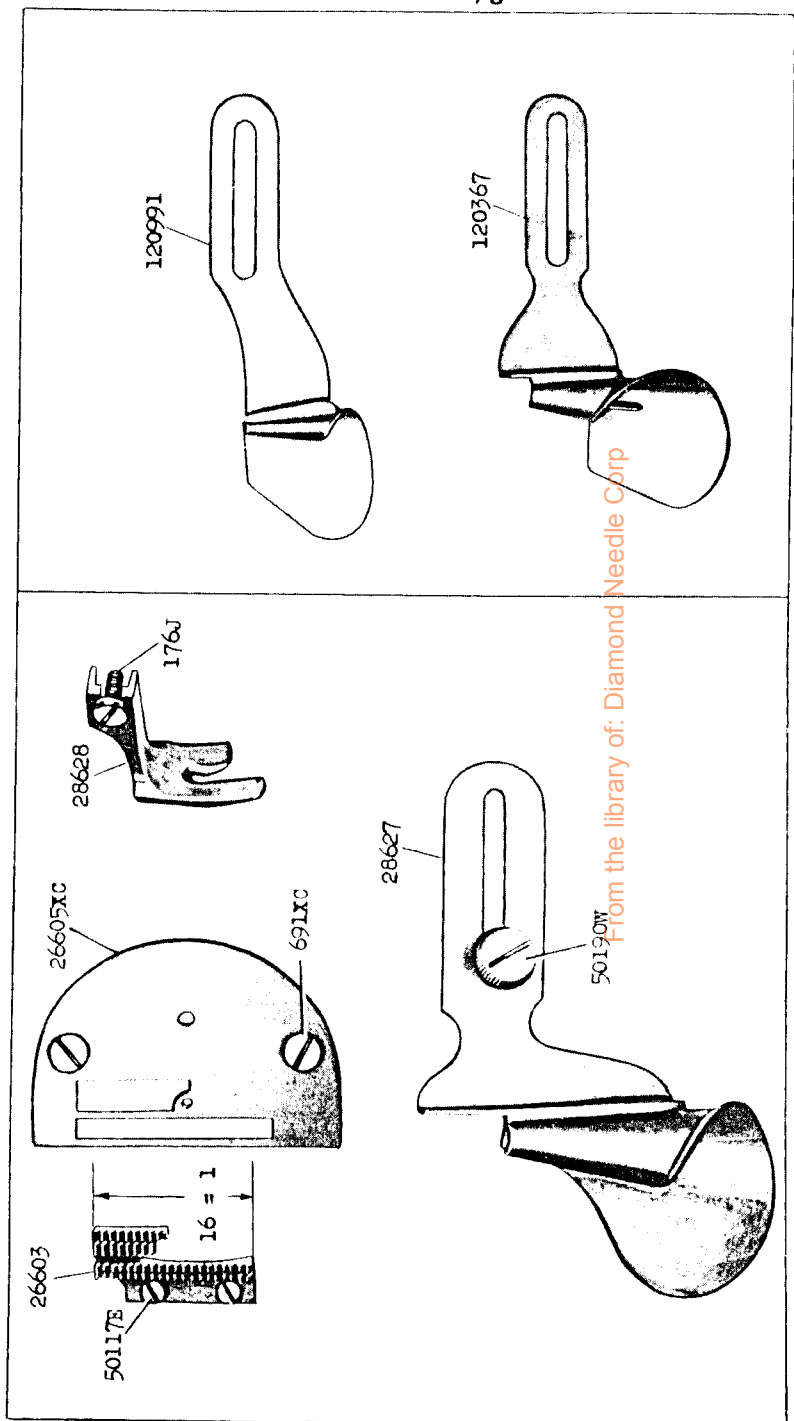 26603
50117E
16 = 1
26605XC
691XC
28628
176J
28627
50190W
120991
120367
From the library of: Diamond Needle Corp